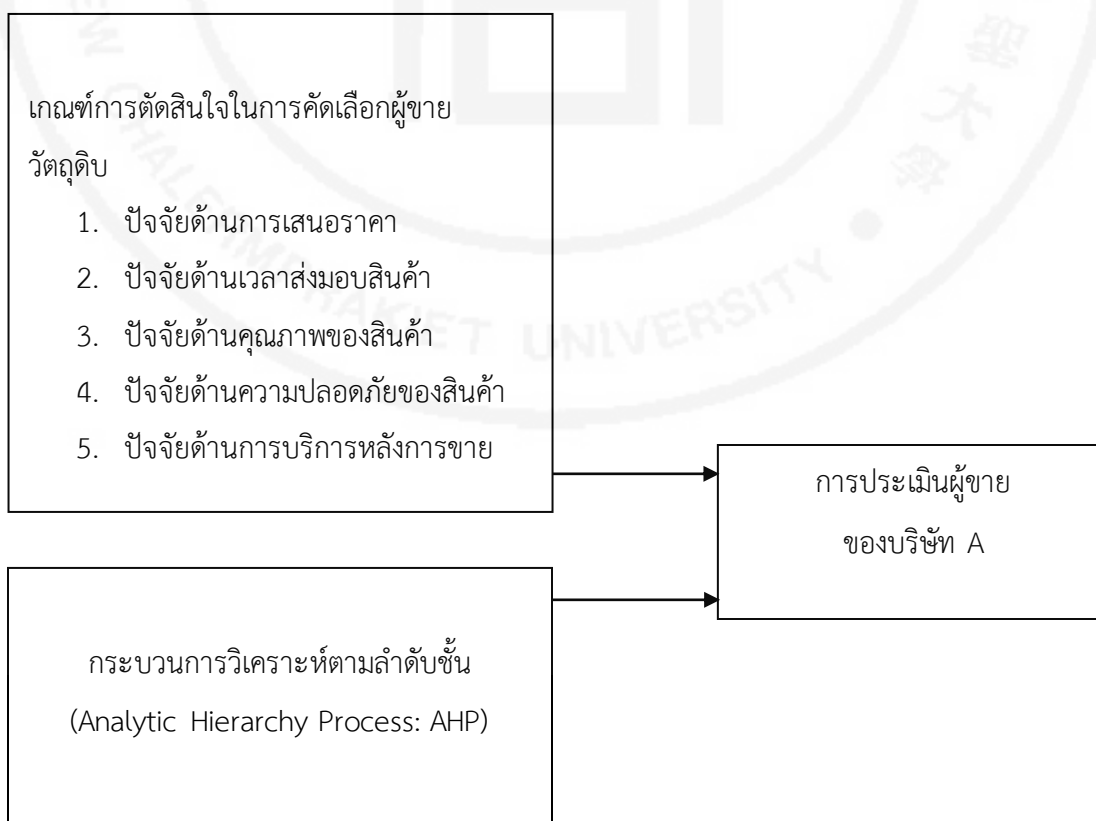 เกณฑ์การตัดสินใจในการคัดเลือกผู้ขาย
วัตถุดิบ
1. ปัจจัยด้านการเสนอราคา
2. ปัจจัยด้านเวลาส่งมอบสินค้า
3. ปัจจัยด้านคุณภาพของสินค้า
4. ปัจจัยด้านความปลอดภัยของสินค้า
5. ปัจจัยด้านการบริการหลังการขาย
การประเมินผู้ขาย
ของบริษัท A
กระบวนการวิเคราะห์ตามลำดับชั้น
(Analytic Hierarchy Process: AHP)
UNIVERSITY